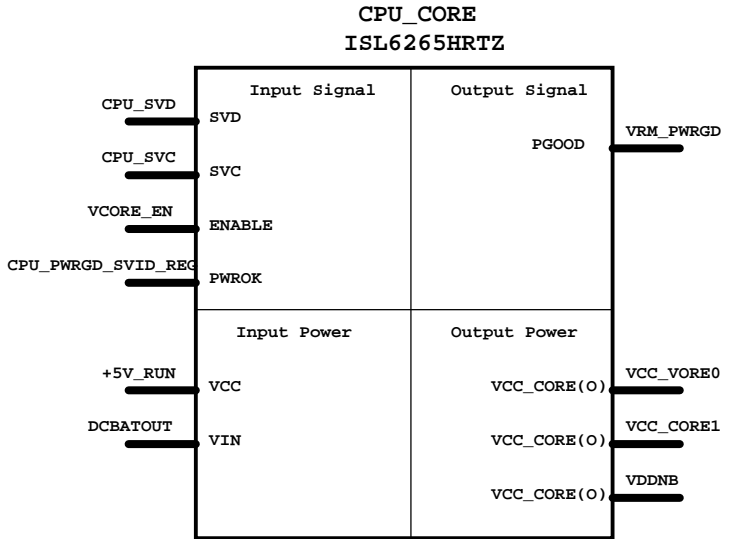 CPU_CORE
ISL6265HRTZ
Input Signal
Output Signal
CPU_SVD
SVD
VRM_PWRGD
PGOOD
CPU_SVC
SVC
VCORE_EN
ENABLE
CPU_PWRGD_SVID_REG
PWROK
Input Power
Output Power
+5V_RUN
VCC
VCC_CORE(O)
VCC_VORE0
DCBATOUT
VIN
VCC_CORE(O)
VCC_CORE1
VCC_CORE(O)
VDDNB